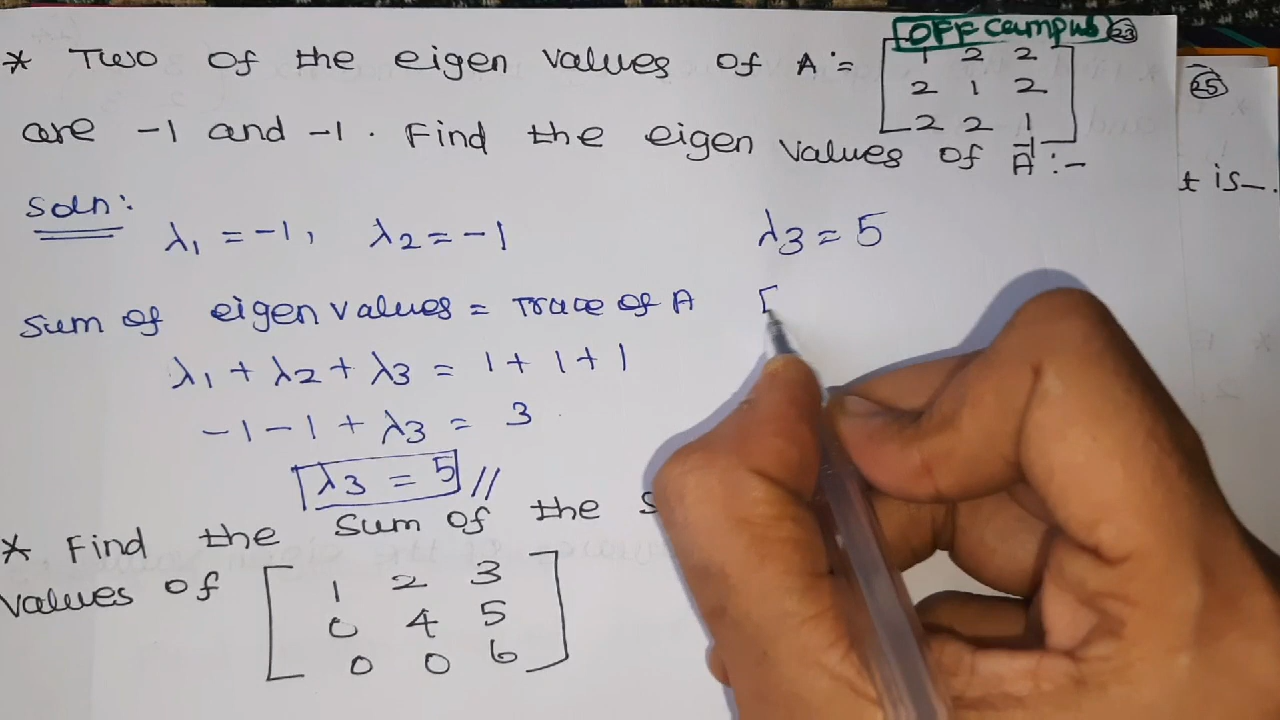 OFF campus 23
* Two of the eigen values of A = [1 2 2
2 1 2
2 2 1]
25
are -1 and -1. Find the eigen values of A⁻¹:-
t is_.
Soln:
λ1 = -1, λ2 = -1
λ3 = 5
Sum of eigen values = Trace of A
λ1 + λ2 + λ3 = 1 + 1 + 1
-1 -1 + λ3 = 3
λ3 = 5 //
* Find the sum of the s
values of [1 2 3
0 4 5
0 0 6]